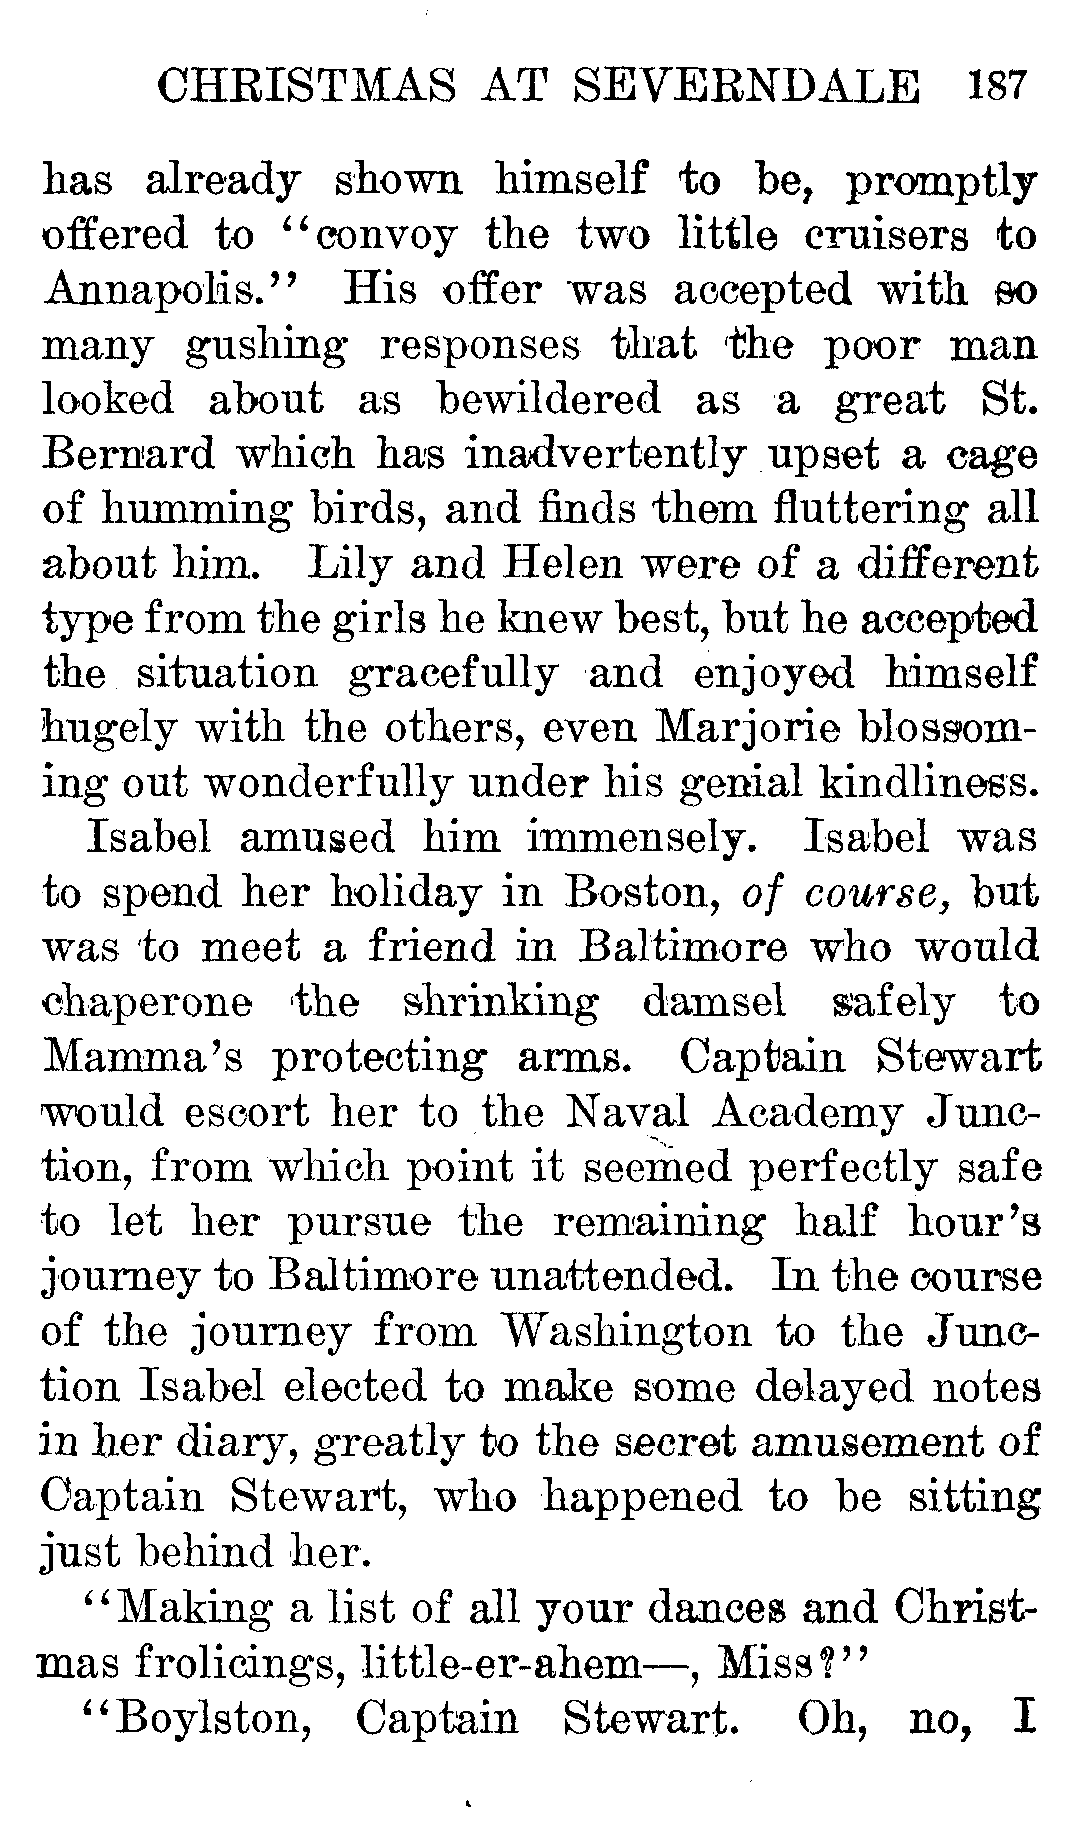 CHRISTMAS AT SEVERNDALE 187
has already shown himself to be, promptly
offered to "convoy the two little cruisers to
Annapolis." His offer was accepted with so
many gushing responses that the poor man
looked about as bewildered as a great St.
Bernard which has inadvertently upset a cage
of humming birds, and finds them fluttering all
about him. Lily and Helen were of a different
type from the girls he knew best, but he accepted
the situation gracefully and enjoyed himself
hugely with the others, even Marjorie blossom-
ing out wonderfully under his genial kindliness.
Isabel amused him immensely. Isabel was
to spend her holiday in Boston, of course, but
was to meet a friend in Baltimore who would
chaperone the shrinking damsel safely to
Mamma's protecting arms. Captain Stewart
would escort her to the Naval Academy Junc-
tion, from which point it seemed perfectly safe
to let her pursue the remaining half hour's
journey to Baltimore unattended. In the course
of the journey from Washington to the Junc-
tion Isabel elected to make some delayed notes
in her diary, greatly to the secret amusement of
Captain Stewart, who happened to be sitting
just behind her.
"Making a list of all your dances and Christ-
mas frolicings, little-er-ahem—, Miss?"
"Boylston, Captain Stewart. Oh, no, I